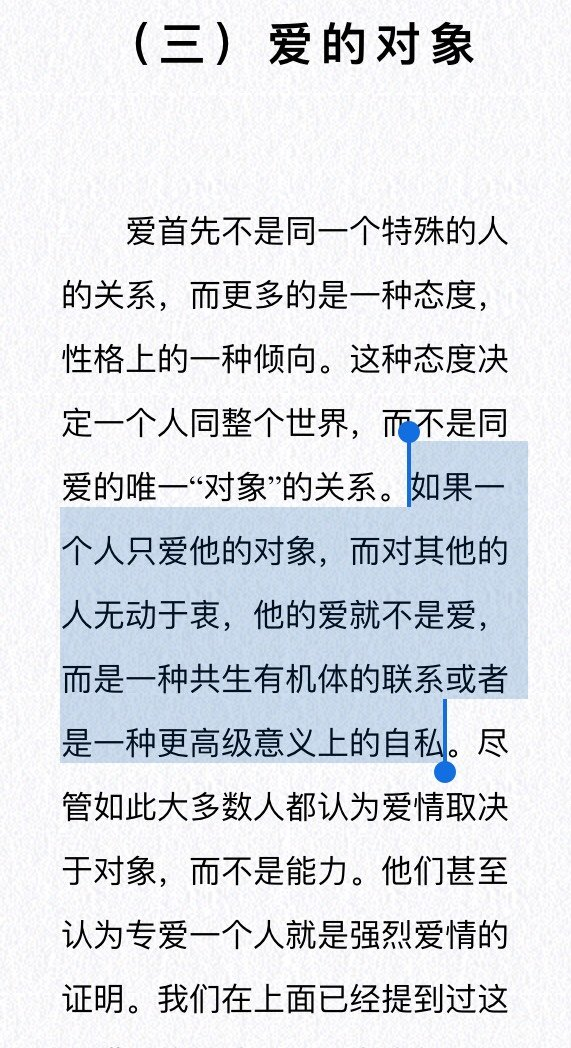 （三）爱的对象
爱首先不是同一个特殊的人
的关系，而更多的是一种态度，
性格上的一种倾向。这种态度决
定一个人同整个世界，而不是同
爱的唯一“对象”的关系。如果一
个人只爱他的对象，而对其他的
人无动于衷，他的爱就不是爱，
而是一种共生有机体的联系或者
是一种更高级意义上的自私。尽
管如此大多数人都认为爱情取决
于对象，而不是能力。他们甚至
认为专爱一个人就是强烈爱情的
证明。我们在上面已经提到过这